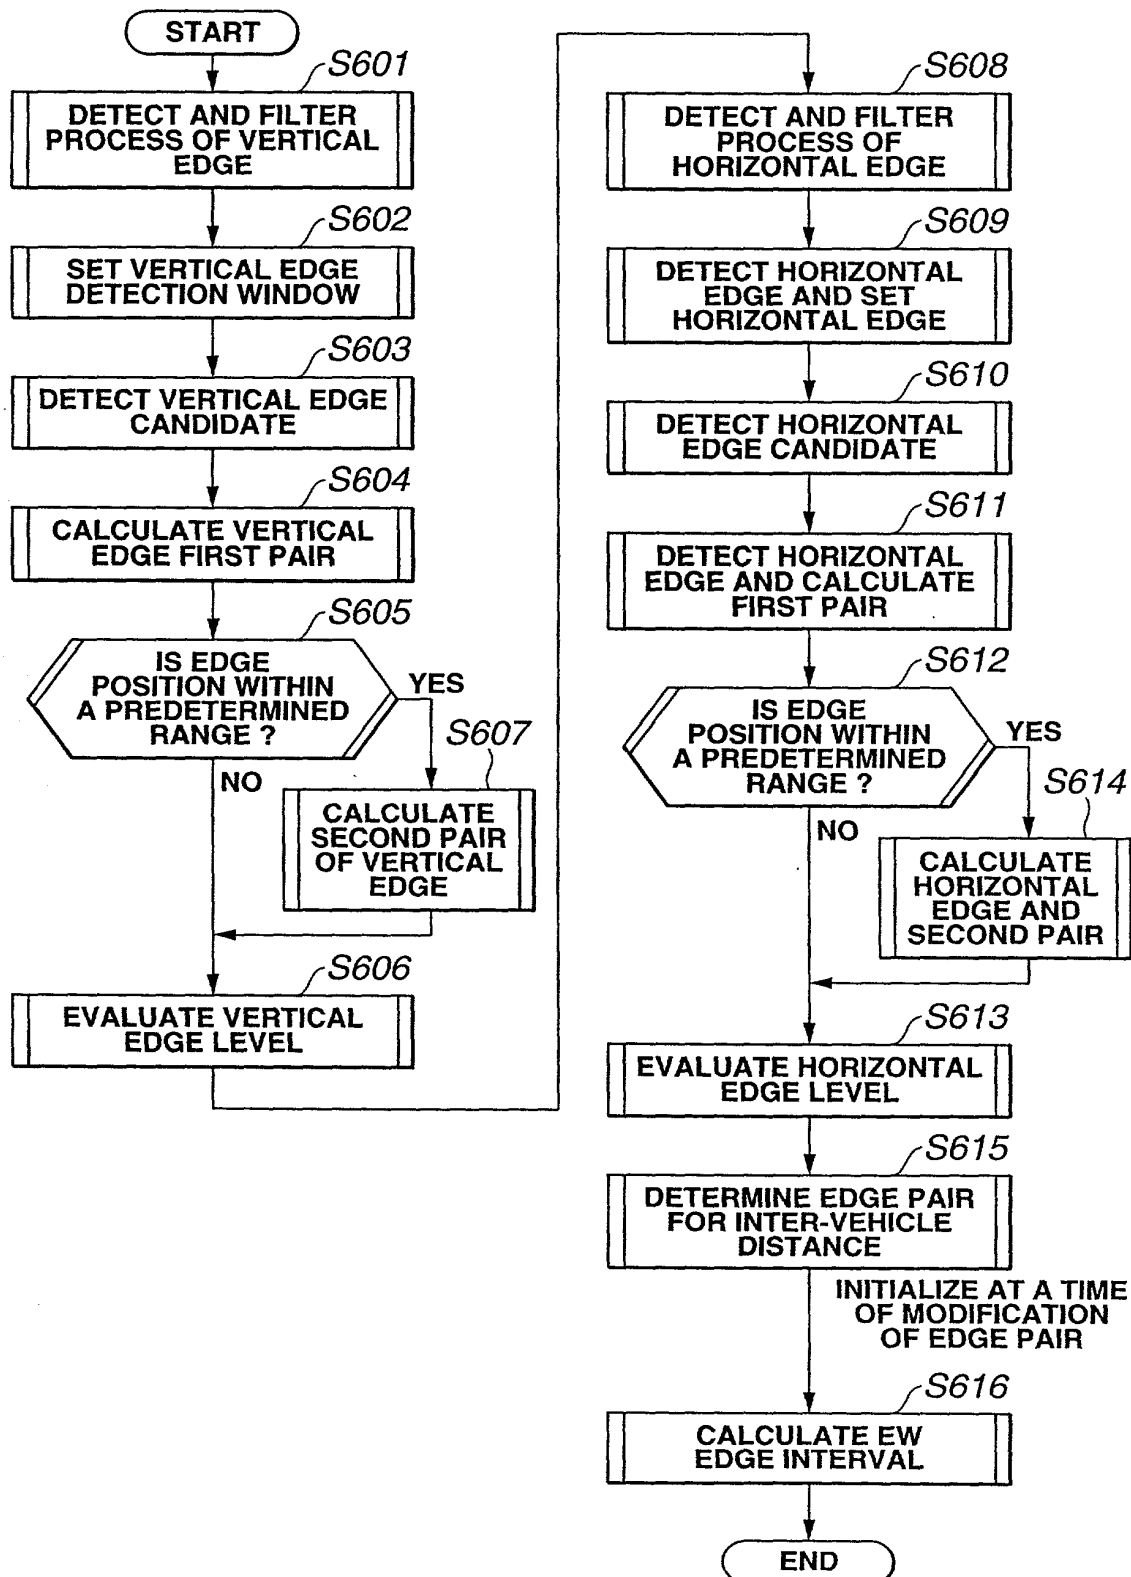 START
S601
DETECT AND FILTER
PROCESS OF VERTICAL
EDGE
S602
SET VERTICAL EDGE
DETECTION WINDOW
S603
DETECT VERTICAL EDGE
CANDIDATE
S604
CALCULATE VERTICAL
EDGE FIRST PAIR
S605
IS EDGE
POSITION WITHIN
A PREDETERMINED
RANGE ?
YES
NO
S607
CALCULATE
SECOND PAIR
OF VERTICAL
EDGE
S606
EVALUATE VERTICAL
EDGE LEVEL
S608
DETECT AND FILTER
PROCESS OF
HORIZONTAL EDGE
S609
DETECT HORIZONTAL
EDGE AND SET
HORIZONTAL EDGE
S610
DETECT HORIZONTAL
EDGE CANDIDATE
S611
DETECT HORIZONTAL
EDGE AND CALCULATE
FIRST PAIR
S612
IS EDGE
POSITION WITHIN
A PREDETERMINED
RANGE ?
YES
NO
S614
CALCULATE
HORIZONTAL
EDGE AND
SECOND PAIR
S613
EVALUATE HORIZONTAL
EDGE LEVEL
S615
DETERMINE EDGE PAIR
FOR INTER-VEHICLE
DISTANCE
INITIALIZE AT A TIME
OF MODIFICATION
OF EDGE PAIR
S616
CALCULATE EW
EDGE INTERVAL
END